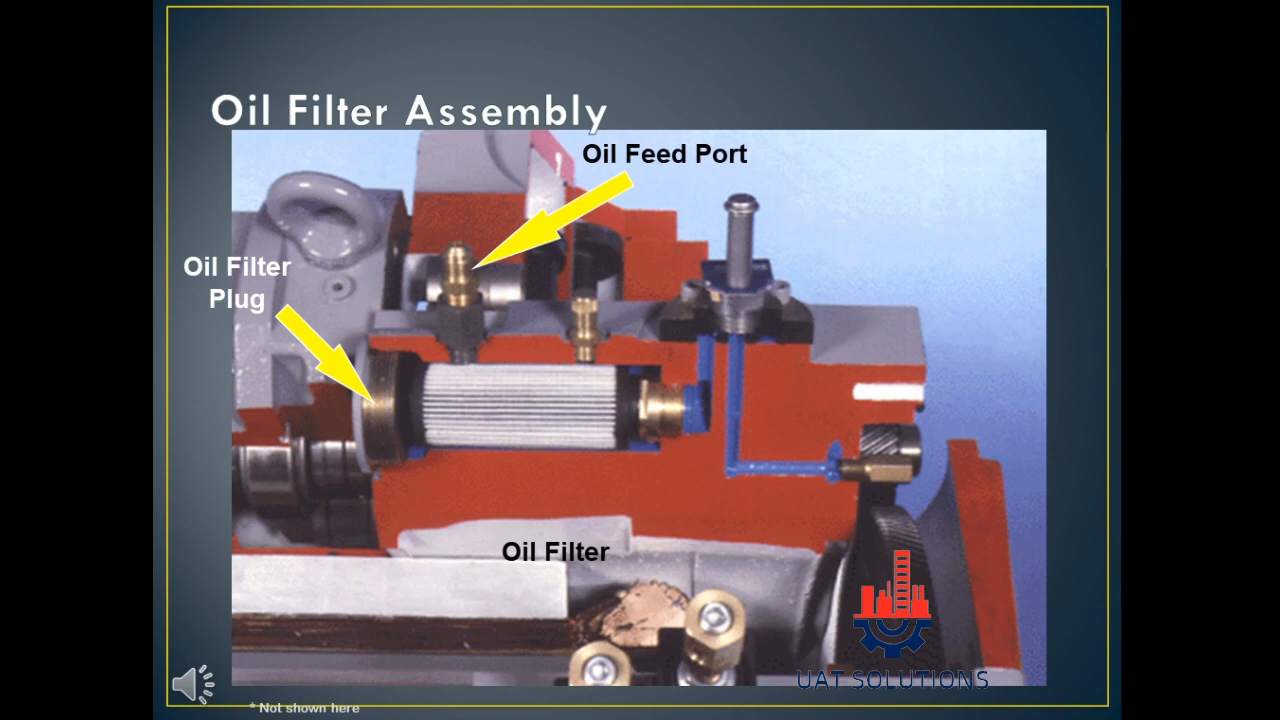 Oil Filter Assembly
Oil Feed Port
Oil Filter
Plug
Oil Filter
UAT SOLUTIONS
* Not shown here